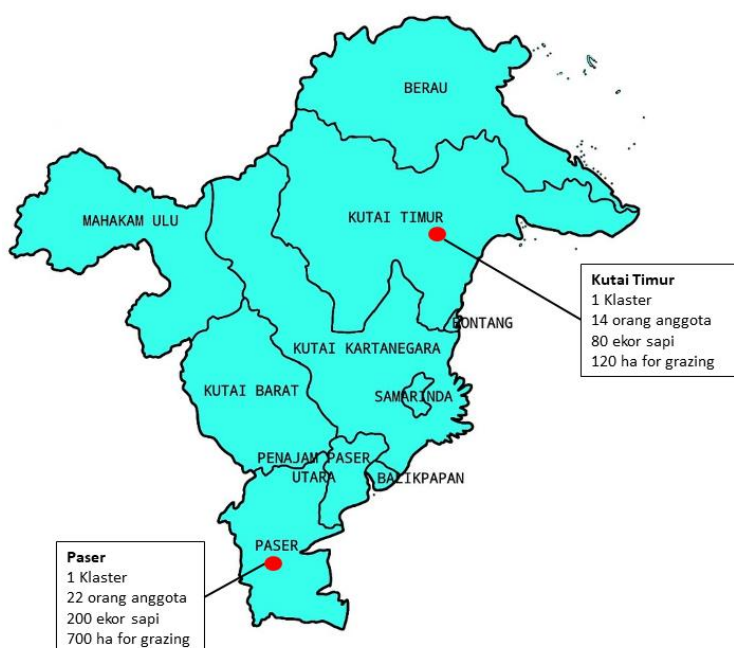 BERAU
MAHAKAM ULU
KUTAI TIMUR
Kutai Timur
1 Klaster
14 orang anggota
80 ekor sapi
120 ha for grazing
BONTANG
KUTAI KARTANEGARA
KUTAI BARAT
SAMARINDA
PENAJAM PASER
UTARA
BALIKPAPAN
PASER
Paser
1 Klaster
22 orang anggota
200 ekor sapi
700 ha for grazing